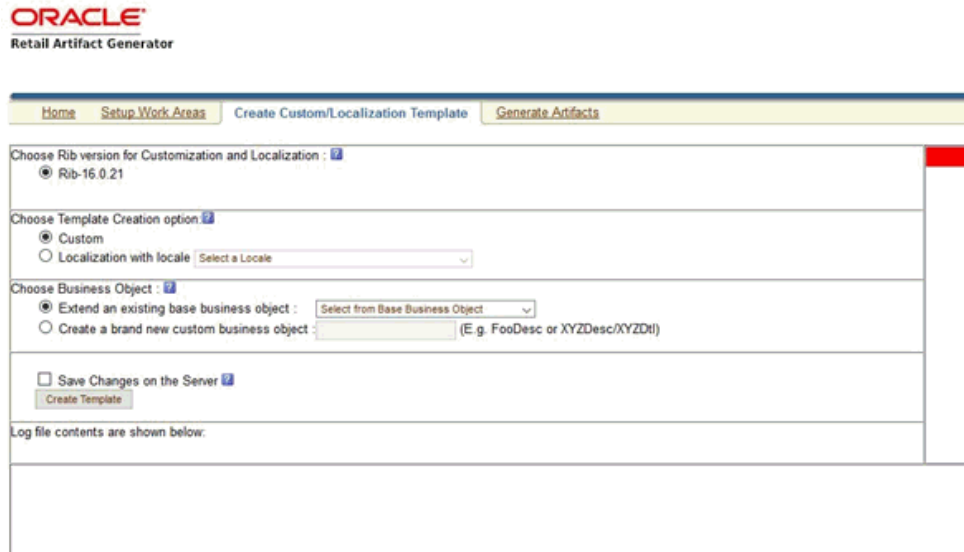 ORACLE
Retail Artifact Generator
Home Setup Work Areas Create Custom/Localization Template Generate Artifacts
Choose Rib version for Customization and Localization : ?
Rib-16.0.21
Choose Template Creation option: ?
Custom
Localization with locale Select a Locale
Choose Business Object : ?
Extend an existing base business object : Select from Base Business Object
Create a brand new custom business object : (E.g. FooDesc or XYZDesc/XYZDtl)
Save Changes on the Server ?
Create Template
Log file contents are shown below: